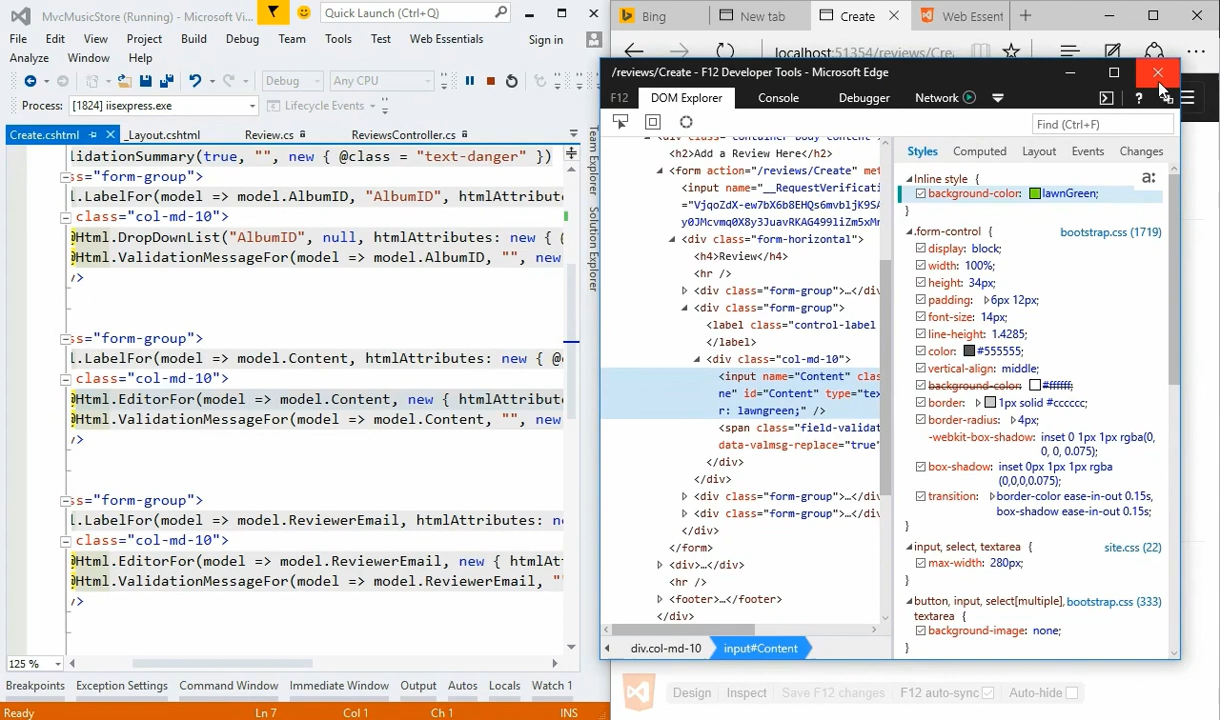 MvcMusicStore (Running) - Microsoft Vi...
Quick Launch (Ctrl+Q)
File Edit View Project Build Debug Team Tools Test Web Essentials Sign in
Analyze Window Help
Debug Any CPU
Process: [1824] iisexpress.exe Lifecycle Events
Create.cshtml _Layout.cshtml Review.cs ReviewsController.cs
lidationSummary(true, "", new { @class = "text-danger" })
ss="form-group">
l.LabelFor(model => model.AlbumID, "AlbumID", htmlAttribut
class="col-md-10">
@Html.DropDownList("AlbumID", null, htmlAttributes: new {
@Html.ValidationMessageFor(model => model.AlbumID, "", new
/>
ss="form-group">
l.LabelFor(model => model.Content, htmlAttributes: new { @
class="col-md-10">
@Html.EditorFor(model => model.Content, new { htmlAttribut
@Html.ValidationMessageFor(model => model.Content, "", new
/>
ss="form-group">
l.LabelFor(model => model.ReviewerEmail, htmlAttributes: n
class="col-md-10">
@Html.EditorFor(model => model.ReviewerEmail, new { htmlAt
@Html.ValidationMessageFor(model => model.ReviewerEmail, "
/>
125 %
Breakpoints Exception Settings Command Window Immediate Window Output Autos Locals Watch 1
Ready Ln 7 Col 1 Ch 1 INS
Team Explorer
Solution Explorer
Bing New tab Create Web Essent
localhost:51354/reviews/Crea
/reviews/Create - F12 Developer Tools - Microsoft Edge
F12 DOM Explorer Console Debugger Network ?
Find (Ctrl+F)
<div class="container body-content">
<h2>Add a Review Here</h2>
<form action="/reviews/Create" met
<input name="__RequestVerificati
="VjqoZdX-ew7bX6b8EHQs6mvbljK9SA
y0JMcvmq0X8y3JuavRKAG499liZm5xMr
<div class="form-horizontal">
<h4>Review</h4>
<hr />
<div class="form-group">…</div
<div class="form-group">
<label class="control-label
</label>
<div class="col-md-10">
<input name="Content" clas
ne" id="Content" type="tex
r: lawngreen;" />
<span class="field-validat
data-valmsg-replace="true"
</div>
</div>
<div class="form-group">…</div
<div class="form-group">…</div
</div>
</form>
<div>…</div>
<hr />
<footer>…</footer>
</div>
div.col-md-10 input#Content
Styles Computed Layout Events Changes
Inline style {
a:
background-color: lawnGreen;
}
.form-control { bootstrap.css (1719)
display: block;
width: 100%;
height: 34px;
padding: 6px 12px;
font-size: 14px;
line-height: 1.4285;
color: #555555;
vertical-align: middle;
background-color: #ffffff;
border: 1px solid #cccccc;
border-radius: 4px;
-webkit-box-shadow: inset 0 1px 1px rgba(0,
0, 0, 0.075);
box-shadow: inset 0px 1px 1px rgba
(0,0,0,0.075);
transition: border-color ease-in-out 0.15s,
box-shadow ease-in-out 0.15s;
}
input, select, textarea { site.css (22)
max-width: 280px;
}
button, input, select[multiple], bootstrap.css (333)
textarea {
background-image: none;
}
Design Inspect Save F12 changes F12 auto-sync Auto-hide